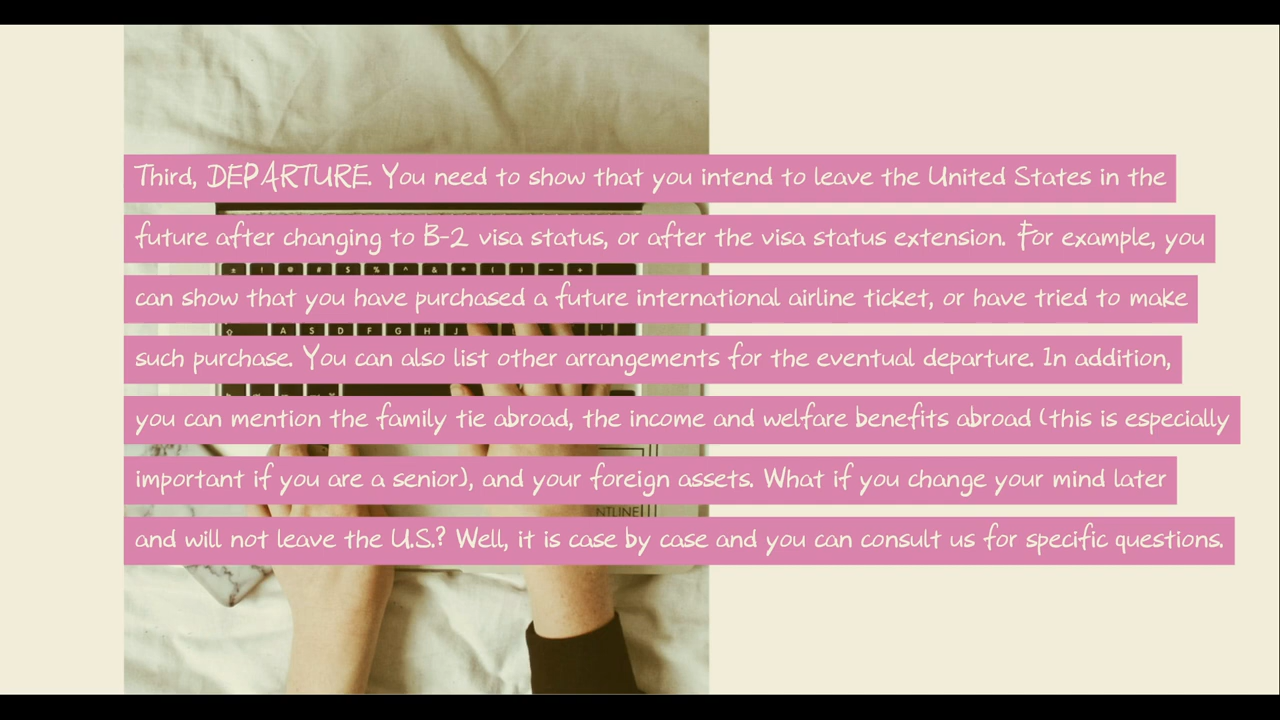 Third, DEPARTURE. You need to show that you intend to leave the United States in the
future after changing to B-2 visa status, or after the visa status extension. For example, you
can show that you have purchased a future international airline ticket, or have tried to make
such purchase. You can also list other arrangements for the eventual departure. In addition,
you can mention the family tie abroad, the income and welfare benefits abroad (this is especially
important if you are a senior), and your foreign assets. What if you change your mind later
NTLINE
and will not leave the U.S.? Well, it is case by case and you can consult us for specific questions.